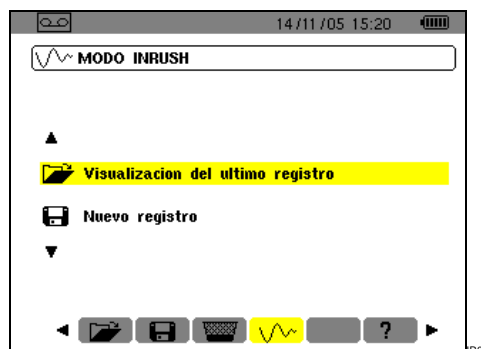 14/11/05 15:20
MODO INRUSH
Visualizacion del ultimo registro
Nuevo registro
?